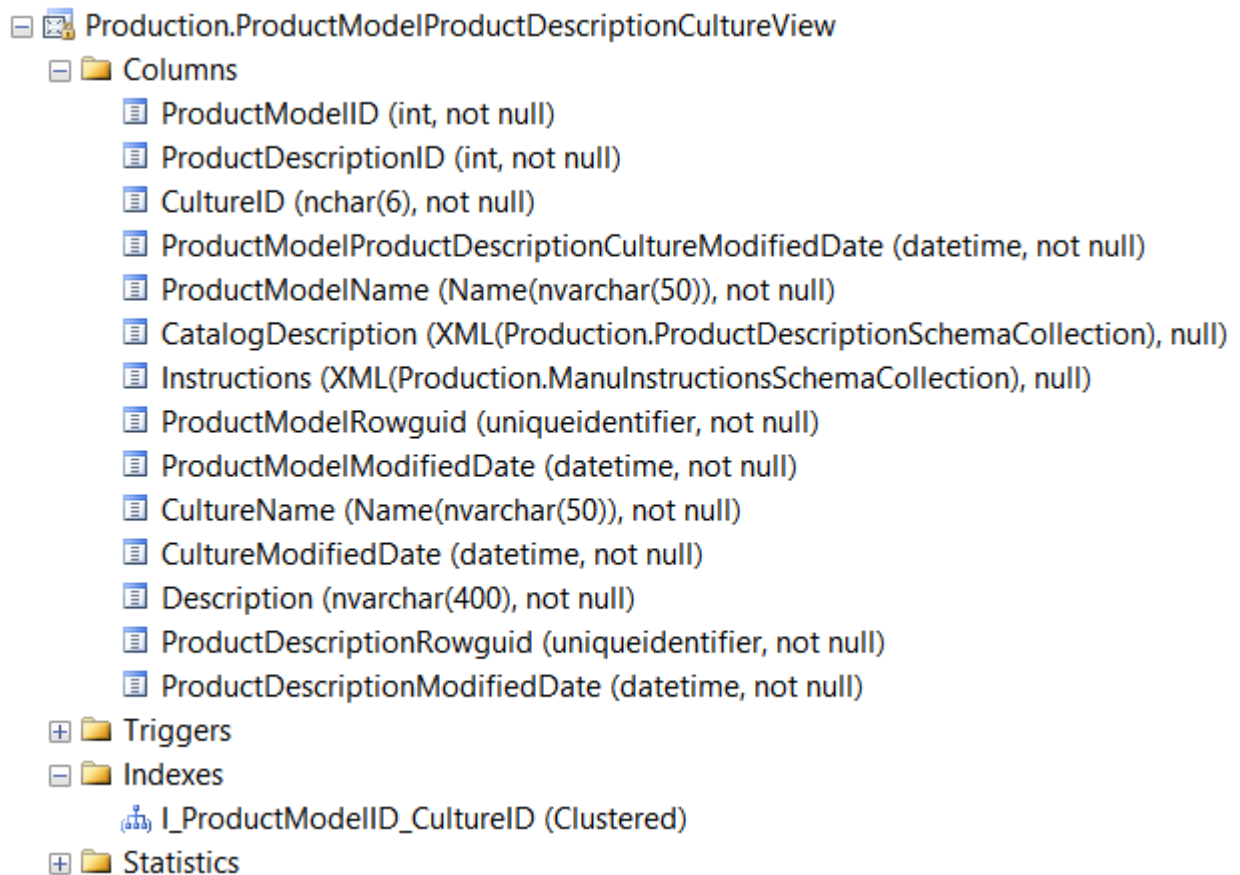 Production.ProductModelProductDescriptionCultureView
Columns
ProductModelID (int, not null)
ProductDescriptionID (int, not null)
CultureID (nchar(6), not null)
ProductModelProductDescriptionCultureModifiedDate (datetime, not null)
ProductModelName (Name(nvarchar(50)), not null)
CatalogDescription (XML(Production.ProductDescriptionSchemaCollection), null)
Instructions (XML(Production.ManuInstructionsSchemaCollection), null)
ProductModelRowguid (uniqueidentifier, not null)
ProductModelModifiedDate (datetime, not null)
CultureName (Name(nvarchar(50)), not null)
CultureModifiedDate (datetime, not null)
Description (nvarchar(400), not null)
ProductDescriptionRowguid (uniqueidentifier, not null)
ProductDescriptionModifiedDate (datetime, not null)
Triggers
Indexes
I_ProductModelID_CultureID (Clustered)
Statistics